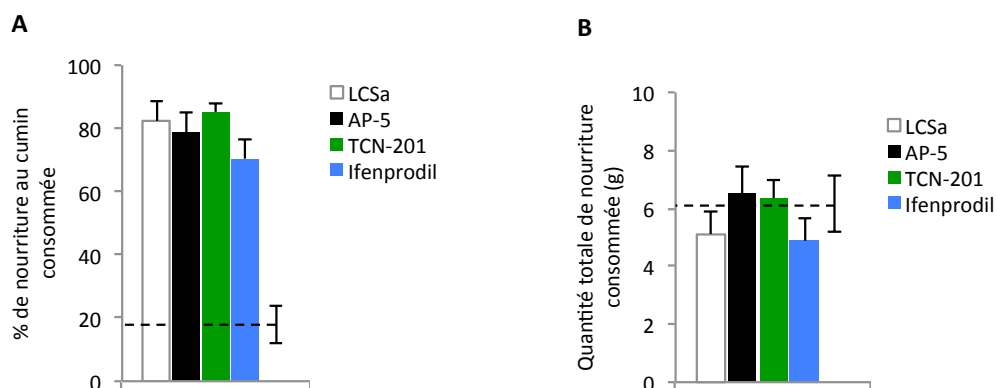 A
% de nourriture au cumin
consommée
100
80
60
40
20
0
LCSa
AP-5
TCN-201
Ifenprodil
B
Quantité totale de nourriture
consommée (g)
10
8
6
4
2
0
LCSa
AP-5
TCN-201
Ifenprodil